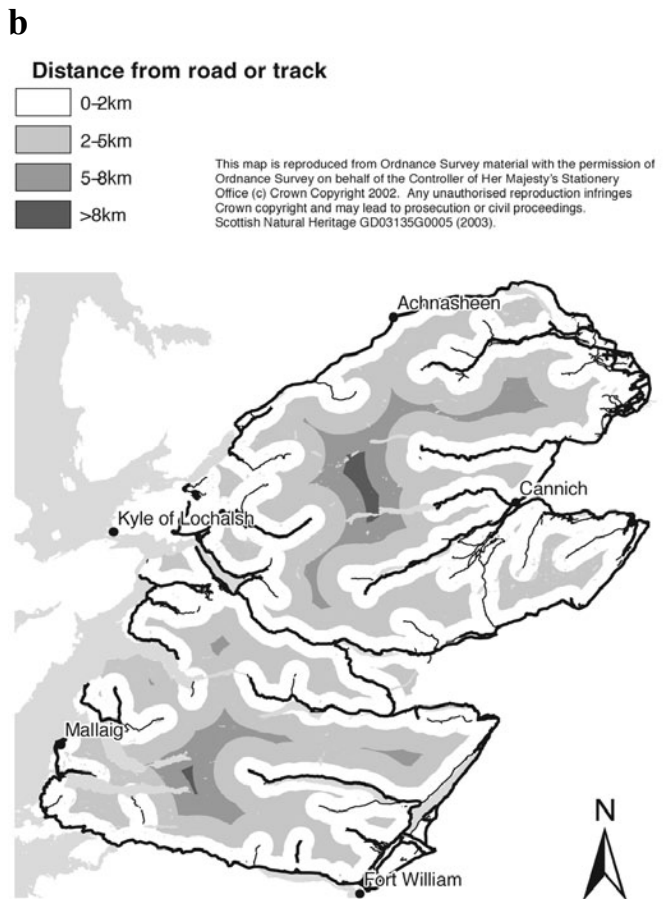 b
Distance from road or track
0-2km
2-5km
5-8km
>8km
This map is reproduced from Ordnance Survey material with the permission of
Ordnance Survey on behalf of the Controller of Her Majesty's Stationery
Office (c) Crown Copyright 2002.  Any unauthorised reproduction infringes
Crown copyright and may lead to prosecution or civil proceedings.
Scottish Natural Heritage GD03135G0005 (2003).
Achnasheen
Cannich
Kyle of Lochalsh
Mallaig
N
Fort William